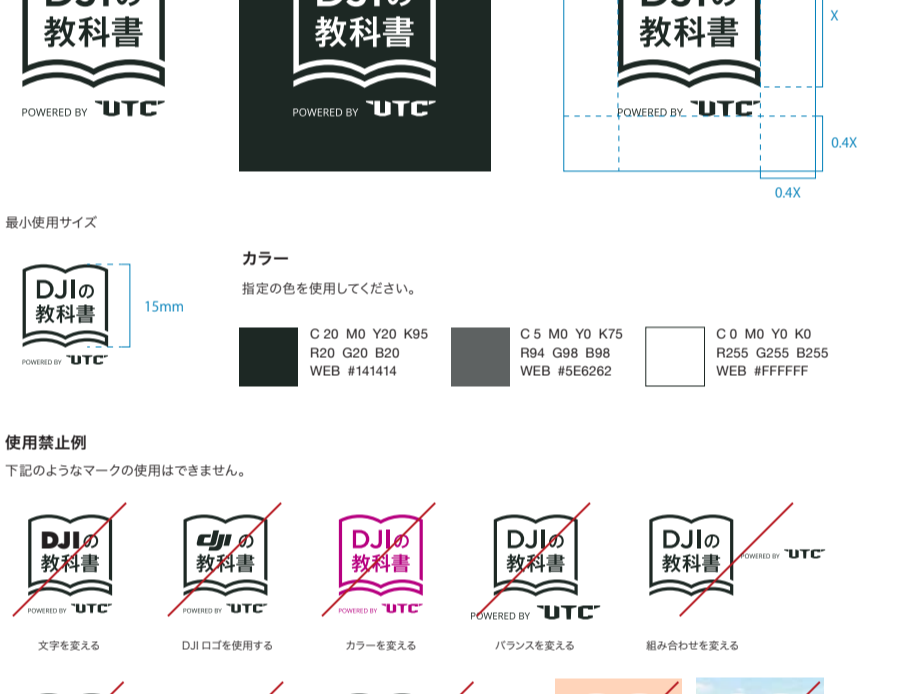 DJIの
教科書
POWERED BY UTC
DJIの
教科書
POWERED BY UTC
DJIの
教科書
POWERED BY UTC
X
0.4X
0.4X
最小使用サイズ
DJIの
教科書
POWERED BY UTC
15mm
カラー
指定の色を使用してください。
C 20 M0 Y20 K95
R20 G20 B20
WEB #141414
C 5 M0 Y0 K75
R94 G98 B98
WEB #5E6262
C 0 M0 Y0 K0
R255 G255 B255
WEB #FFFFFF
使用禁止例
下記のようなマークの使用はできません。
DJIの
教科書
POWERED BY UTC
文字を変える
dji の
教科書
POWERED BY UTC
DJI ロゴを使用する
DJIの
教科書
POWERED BY UTC
カラーを変える
DJIの
教科書
POWERED BY UTC
バランスを変える
DJIの
教科書
POWERED BY UTC
組み合わせを変える